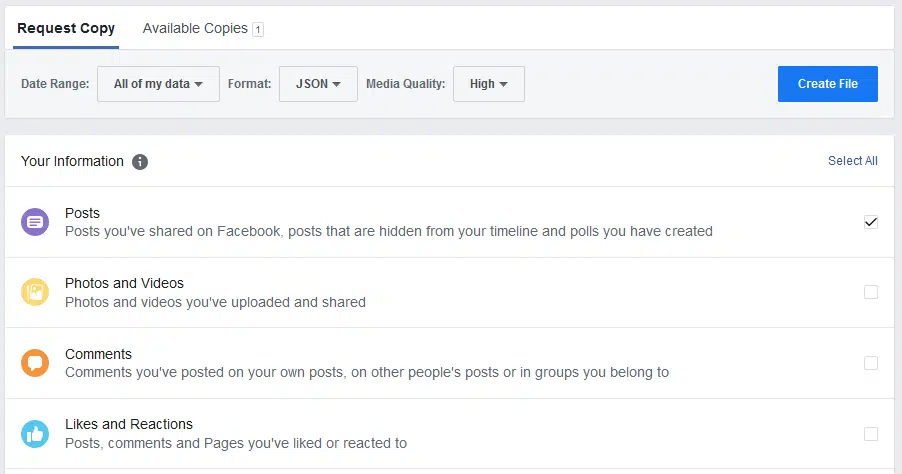 Request Copy Available Copies 1
Date Range: All of my data Format: JSON Media Quality: High Create File
Your Information Select All
Posts
Posts you've shared on Facebook, posts that are hidden from your timeline and polls you have created
Photos and Videos
Photos and videos you've uploaded and shared
Comments
Comments you've posted on your own posts, on other people's posts or in groups you belong to
Likes and Reactions
Posts, comments and Pages you've liked or reacted to